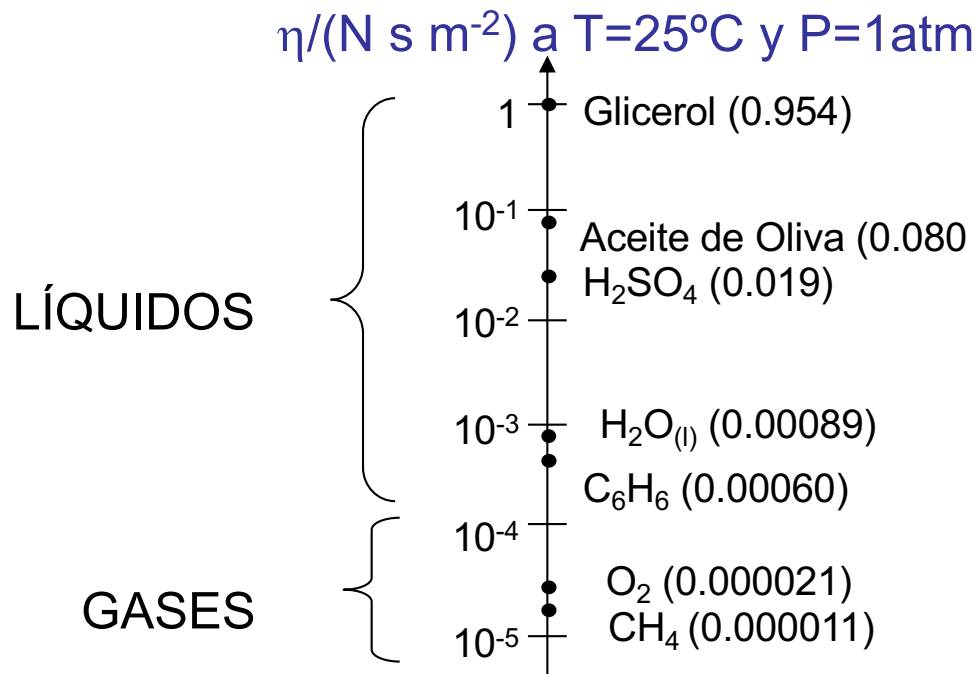 η/(N s m⁻²) a T=25ºC y P=1atm
1 Glicerol (0.954)
10⁻¹
Aceite de Oliva (0.080
H₂SO₄ (0.019)
LÍQUIDOS
10⁻²
10⁻³ H₂O₍ₗ₎ (0.00089)
C₆H₆ (0.00060)
10⁻⁴
O₂ (0.000021)
GASES
CH₄ (0.000011)
10⁻⁵